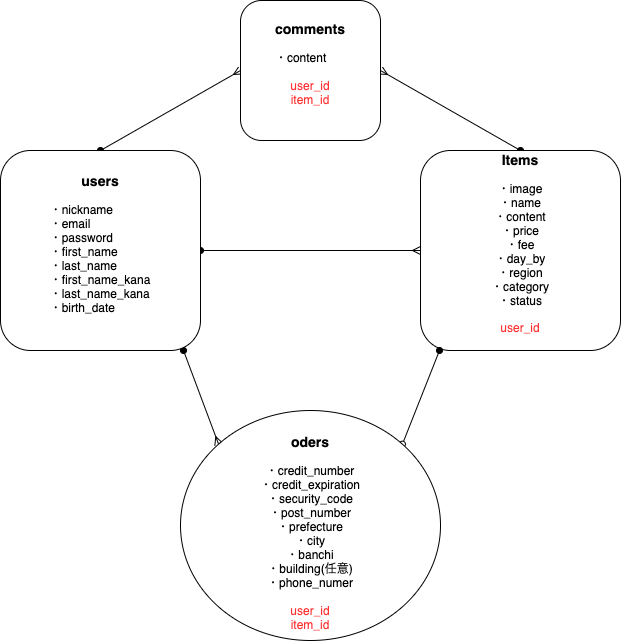 comments
・content
user_id
item_id
users
・nickname
・email
・password
・first_name
・last_name
・first_name_kana
・last_name_kana
・birth_date
Items
・image
・name
・content
・price
・fee
・day_by
・region
・category
・status
user_id
oders
・credit_number
・credit_expiration
・security_code
・post_number
・prefecture
・city
・banchi
・building(任意)
・phone_numer
user_id
item_id